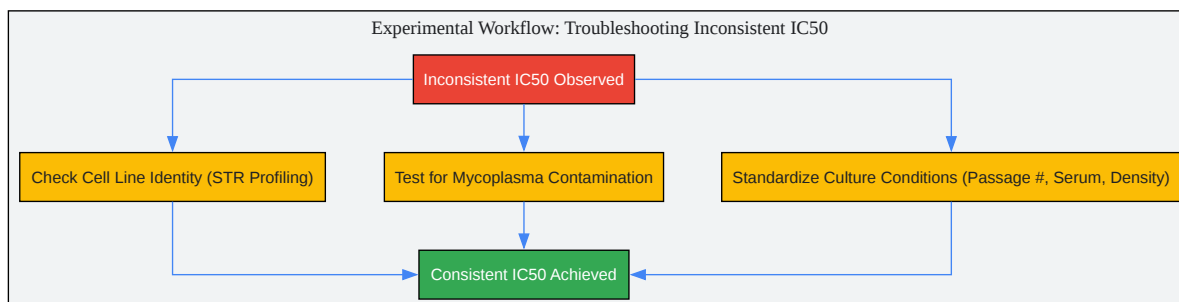 Experimental Workflow: Troubleshooting Inconsistent IC50
Inconsistent IC50 Observed
Check Cell Line Identity (STR Profiling)
Test for Mycoplasma Contamination
Standardize Culture Conditions (Passage #, Serum, Density)
Consistent IC50 Achieved